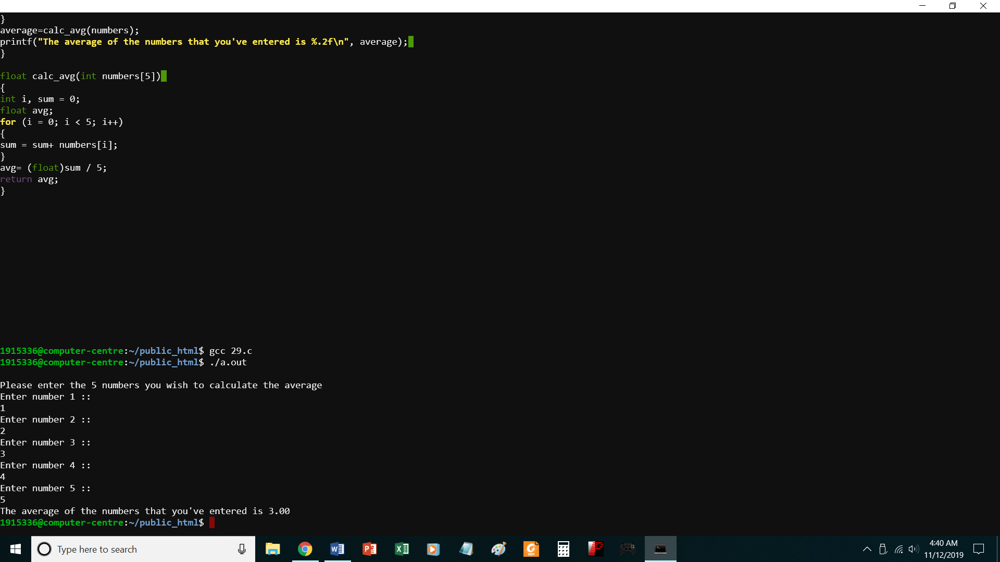 }
average=calc_avg(numbers);
printf("The average of the numbers that you've entered is %.2f\n", average);
}
float calc_avg(int numbers[5])
{
int i, sum = 0;
float avg;
for (i = 0; i < 5; i++)
{
sum = sum+ numbers[i];
}
avg= (float)sum / 5;
return avg;
}
1915336@computer-centre:~/public_html$ gcc 29.c
1915336@computer-centre:~/public_html$ ./a.out
Please enter the 5 numbers you wish to calculate the average
Enter number 1 ::
1
Enter number 2 ::
2
Enter number 3 ::
3
Enter number 4 ::
4
Enter number 5 ::
5
The average of the numbers that you've entered is 3.00
1915336@computer-centre:~/public_html$
Type here to search
4:40 AM
11/12/2019